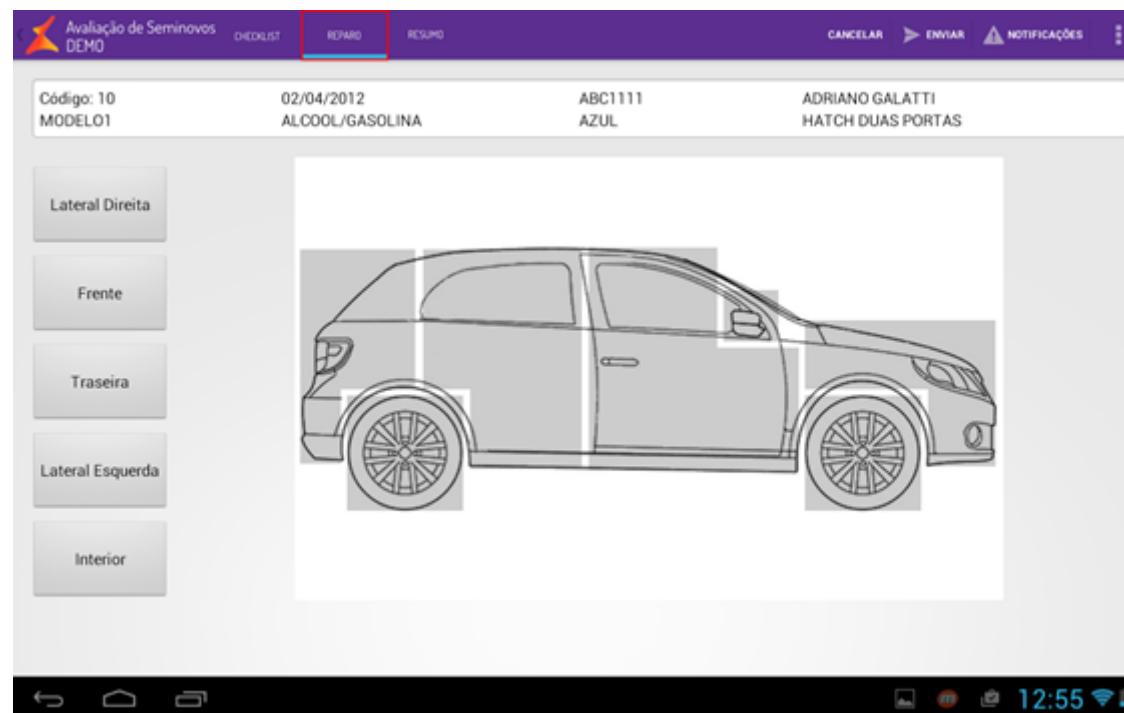 Avaliação de Seminovos
DEMO
CHECKLIST
REPARO
RESUMO
CANCELAR
ENVIAR
NOTIFICAÇÕES
Código: 10
02/04/2012
ABC1111
ADRIANO GALATTI
MODELO1
ALCOOL/GASOLINA
AZUL
HATCH DUAS PORTAS
Lateral Direita
Frente
Traseira
Lateral Esquerda
Interior
12:55